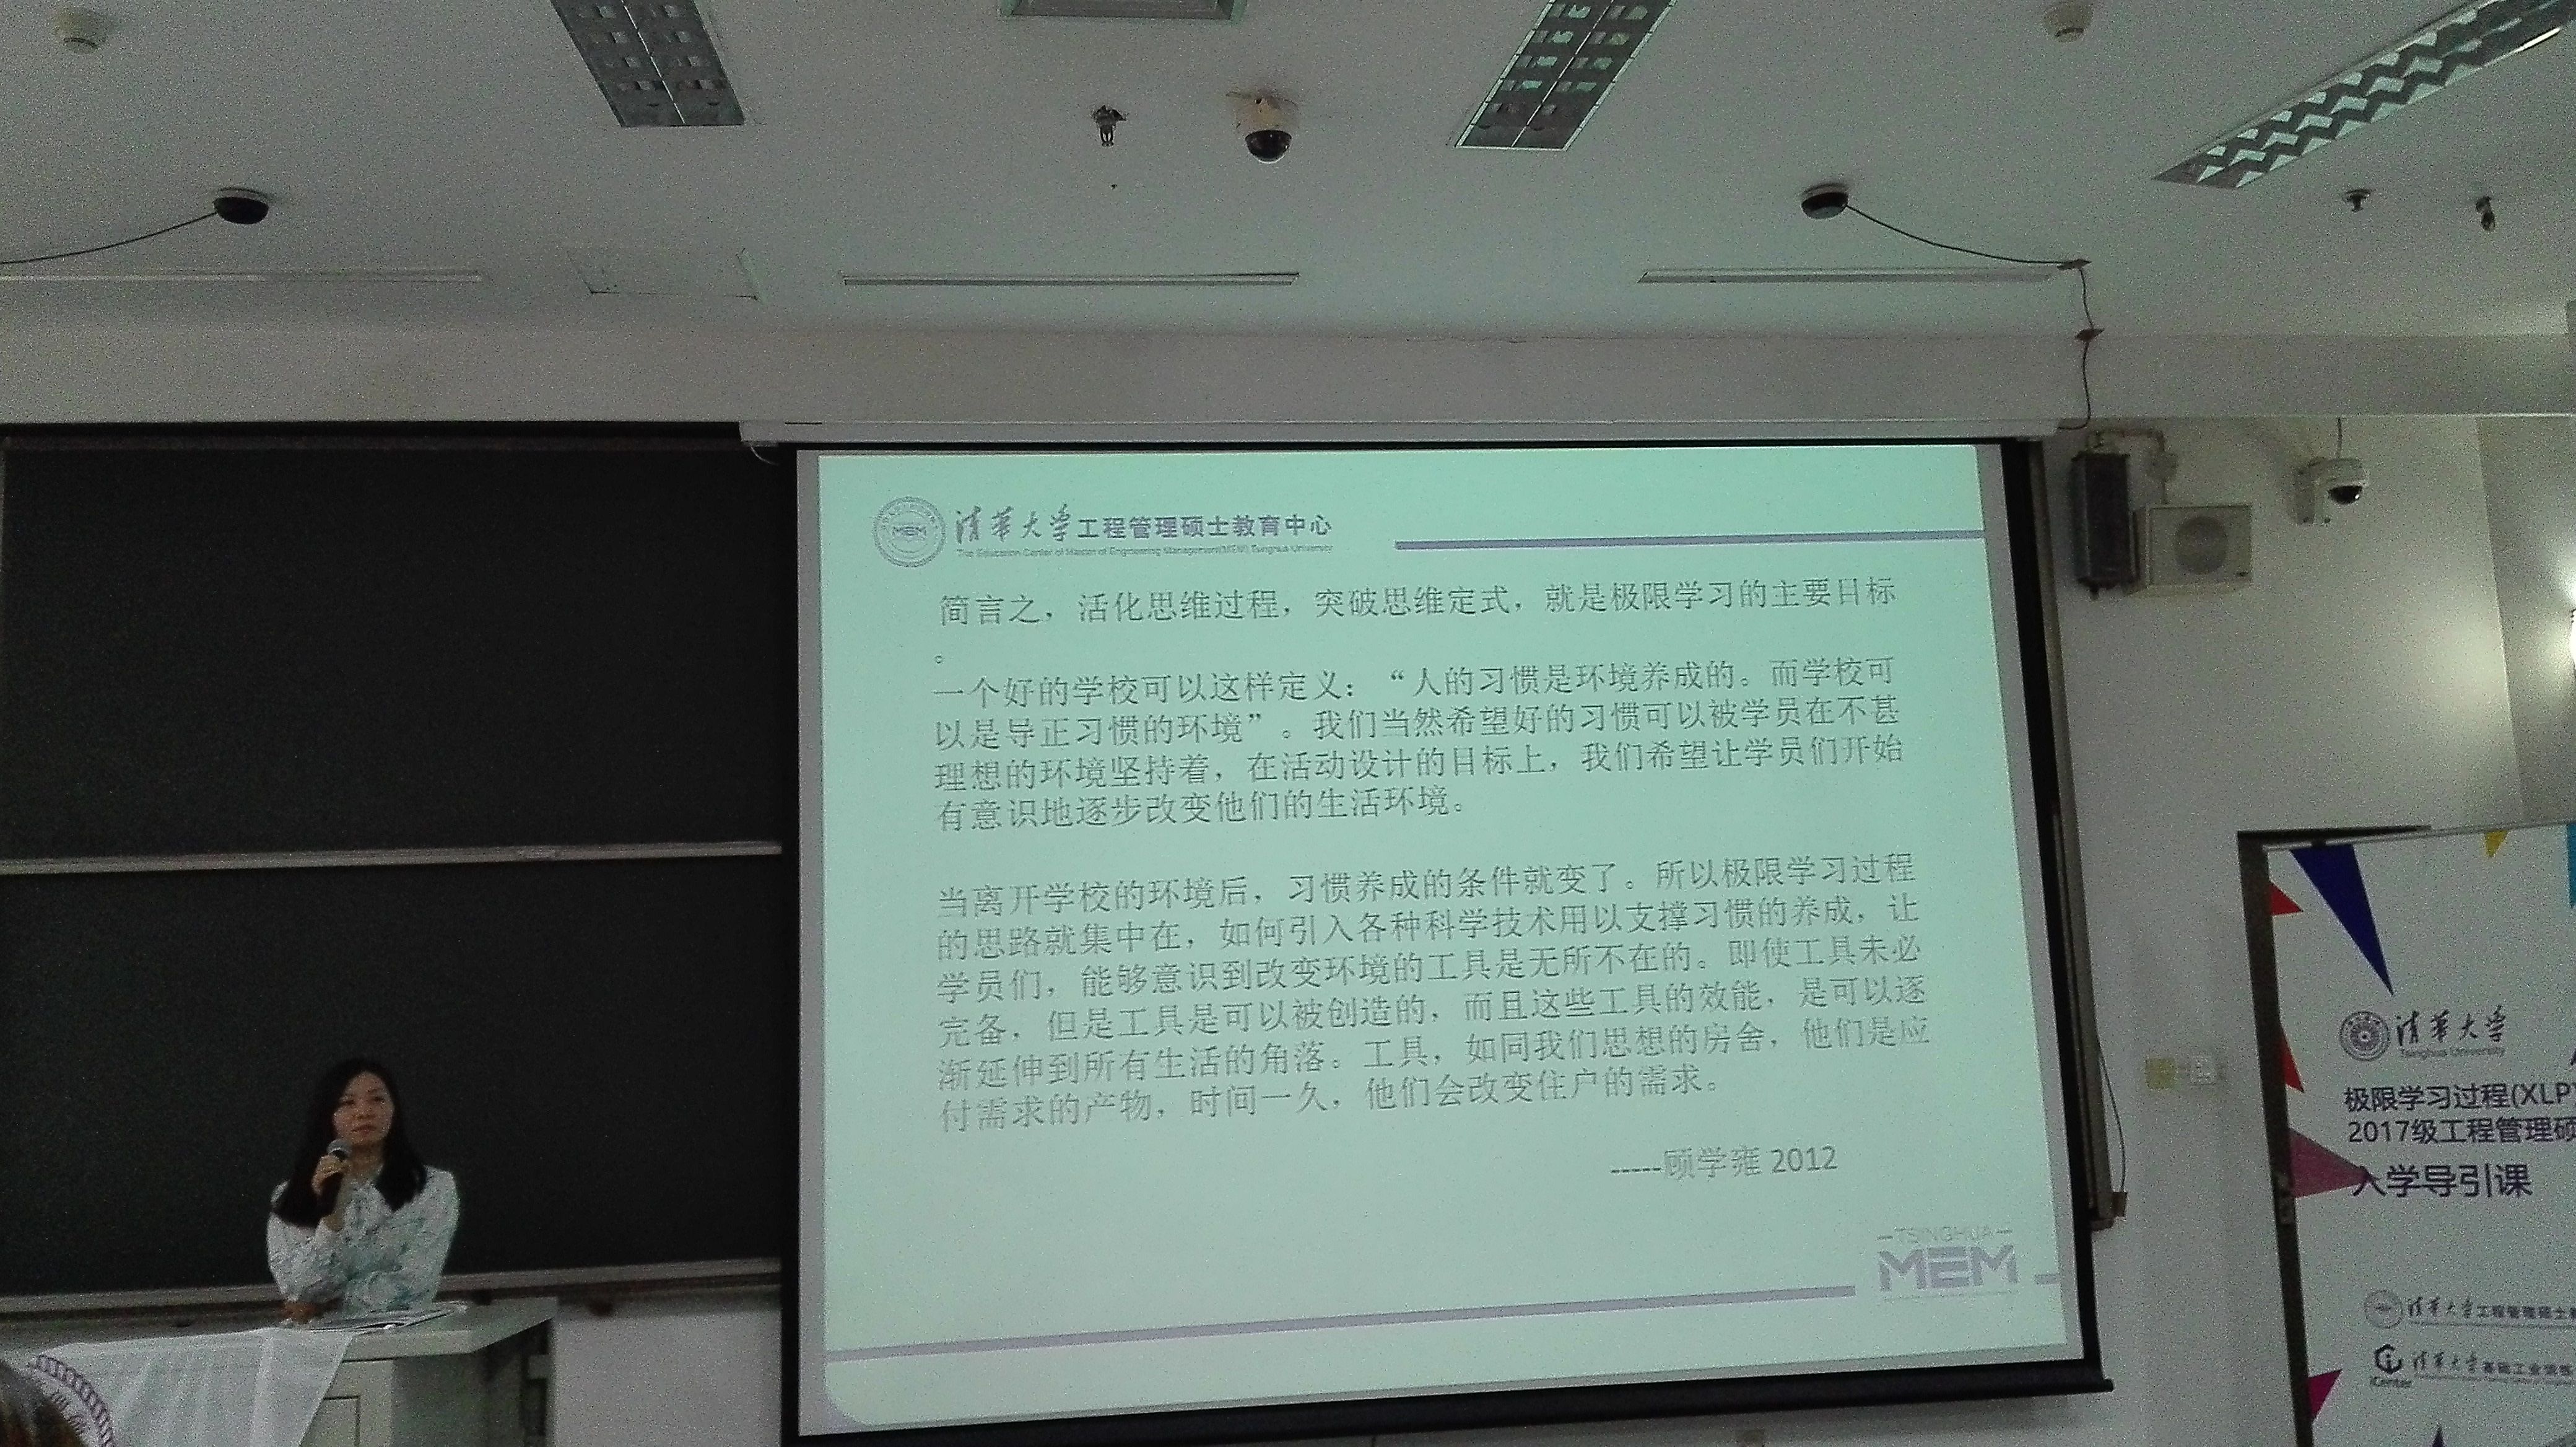 清华大学工程管理硕士教育中心
The Education Center of Master of Engineering Management(MEM) Tsinghua University
简言之，活化思维过程，突破思维定式，就是极限学习的主要目标
。
一个好的学校可以这样定义：“人的习惯是环境养成的。而学校可
以是导正习惯的环境”。我们当然希望好的习惯可以被学员在不甚
理想的环境坚持着，在活动设计的目标上，我们希望让学员们开始
有意识地逐步改变他们的生活环境。
当离开学校的环境后，习惯养成的条件就变了。所以极限学习过程
的思路就集中在，如何引入各种科学技术用以支撑习惯的养成，让
学员们，能够意识到改变环境的工具是无所不在的。即使工具未必
完备，但是工具是可以被创造的，而且这些工具的效能，是可以逐
渐延伸到所有生活的角落。工具，如同我们思想的房舍，他们是应
付需求的产物，时间一久，他们会改变住户的需求。
-----顾学雍 2012
TSINGHUA
MEM
清华大学
Tsinghua University
极限学习过程(XLP
2017级工程管理硕
入学导引课
清华大学工程管理硕士
iCenter 清华大学基础工业